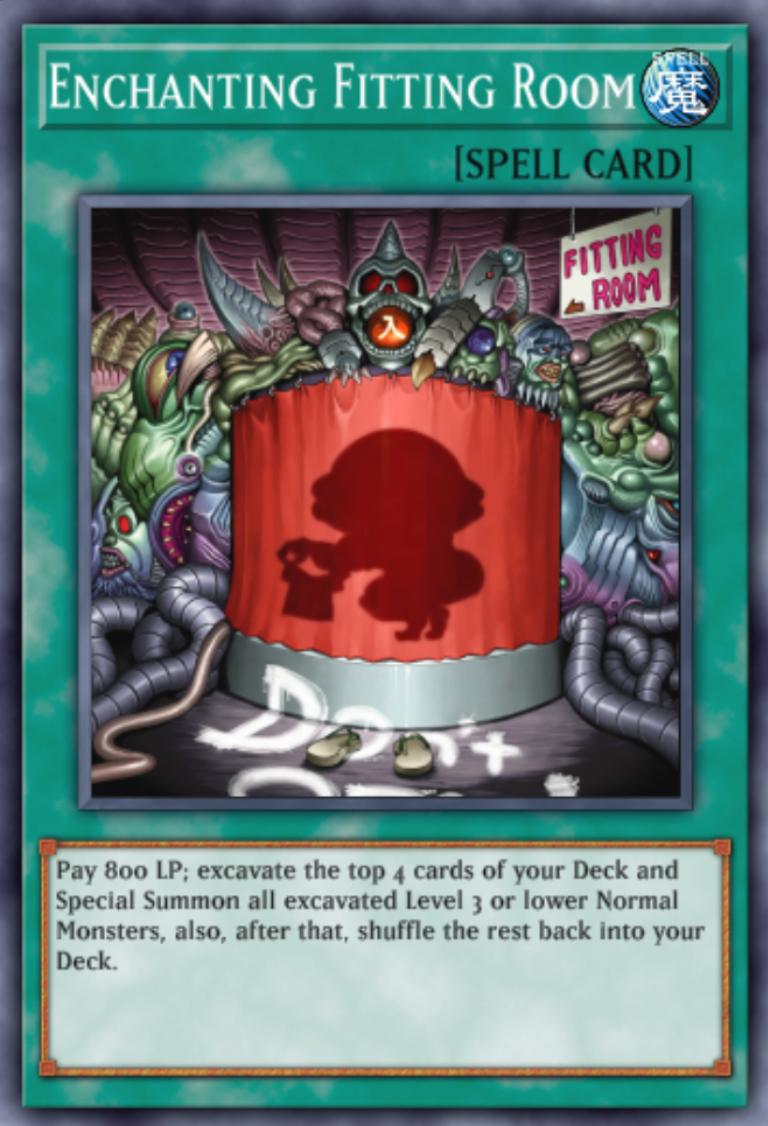 ENCHANTING FITTING ROOM
SPELL
魔
[SPELL CARD]
FITTING
ROOM
入
Don't
Pay 800 LP; excavate the top 4 cards of your Deck and
Special Summon all excavated Level 3 or lower Normal
Monsters, also, after that, shuffle the rest back into your
Deck.